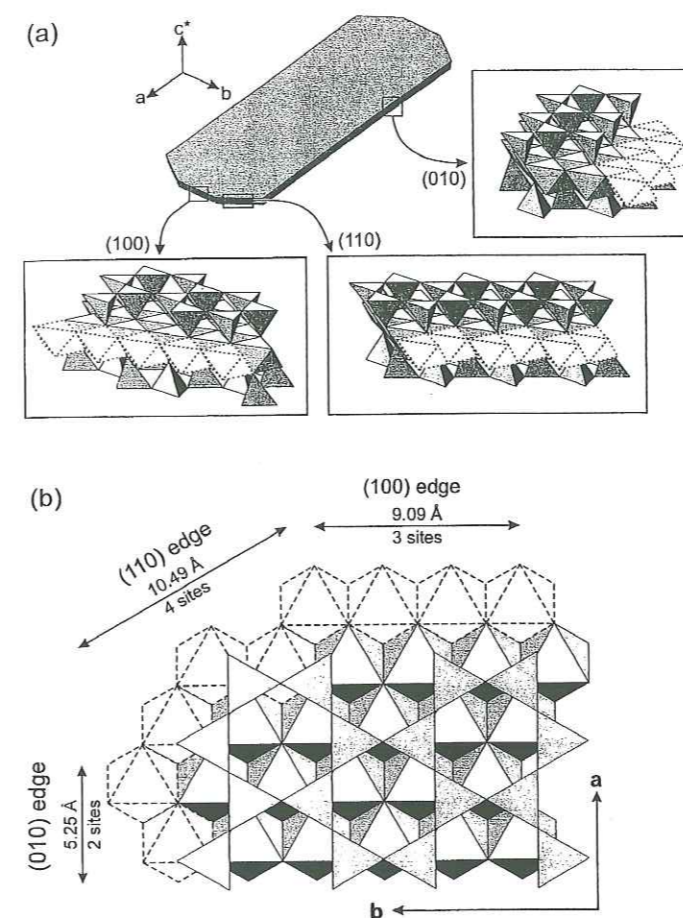 (a)
c*
a
b
(010)
(100)
(110)
(b)
(100) edge
9.09 Å
3 sites
(110) edge
10.49 Å
4 sites
(010) edge
5.25 Å
2 sites
a
b